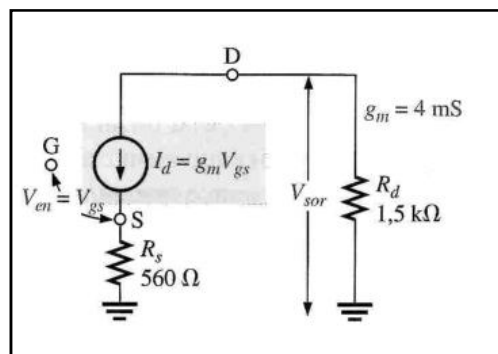 D
g_m = 4 mS
G
I_d = g_mV_gs
V_en = V_gs
S
V_sor
R_d
1,5 kΩ
R_s
560 Ω